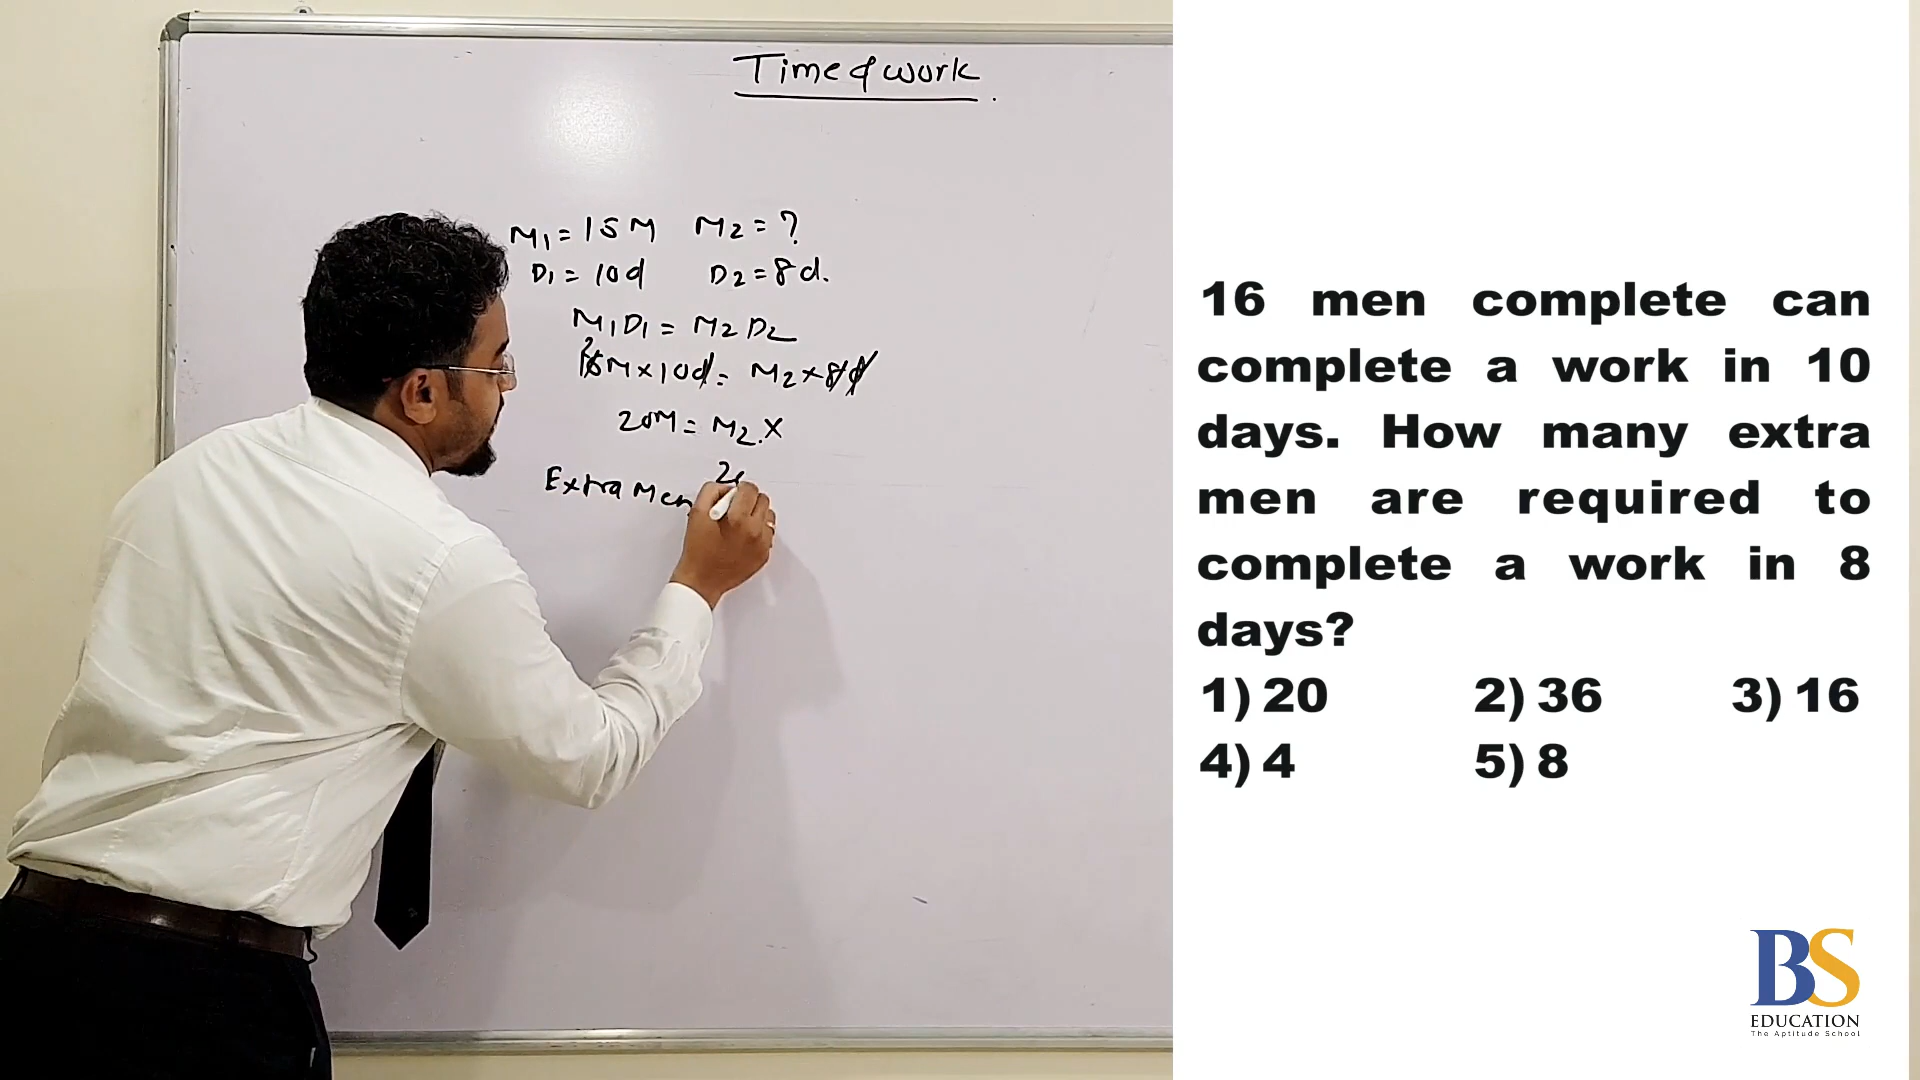 Time & work
M1 = 15M M2 = ?
D1 = 10d D2 = 8d.
M1D1 = M2D2
M x 10d = M2 x 8d
20M = M2. X
Extra Men
16 men complete can
complete a work in 10
days. How many extra
men are required to
complete a work in 8
days?
1) 20 2) 36 3) 16
4) 4 5) 8
BS
EDUCATION
The Aptitude School